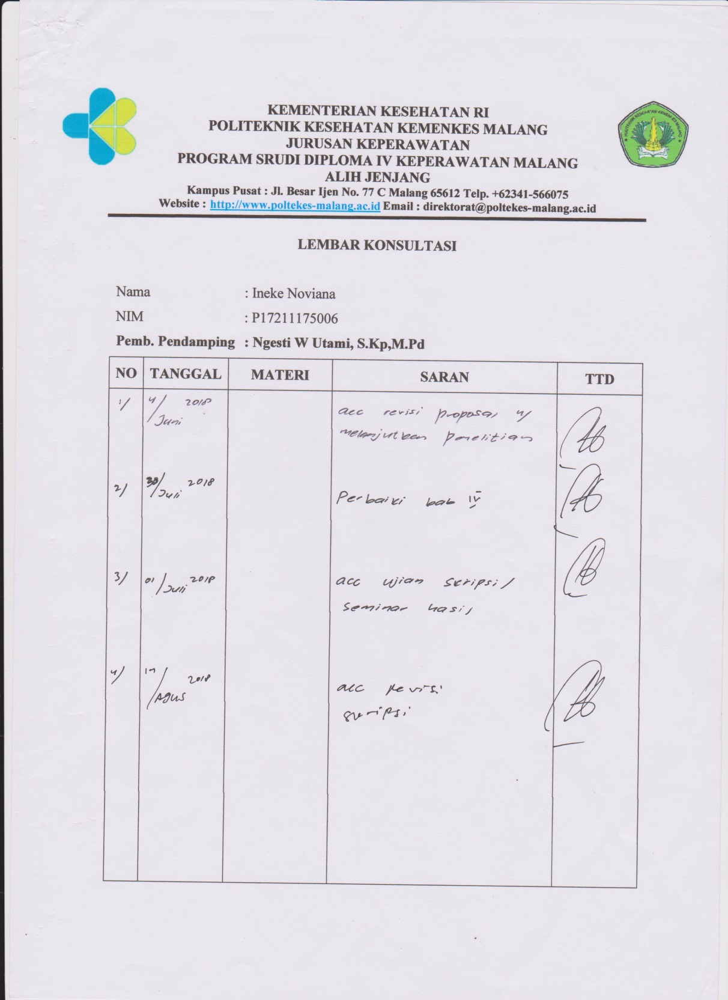 KEMENTERIAN KESEHATAN RI
POLITEKNIK KESEHATAN KEMENKES MALANG
JURUSAN KEPERAWATAN
PROGRAM SRUDI DIPLOMA IV KEPERAWATAN MALANG
ALIH JENJANG
Kampus Pusat : Jl. Besar Ijen No. 77 C Malang 65612 Telp. +62341-566075
Website : http://www.poltekes-malang.ac.id Email : direktorat@poltekes-malang.ac.id
POLITEKNIK KESEHATAN KEMENKES MALANG
LEMBAR KONSULTASI
Nama : Ineke Noviana
NIM : P17211175006
Pemb. Pendamping : Ngesti W Utami, S.Kp,M.Pd
NO TANGGAL MATERI SARAN TTD
1/ 4/Juni 2018 acc revisi proposal u/
melanjutkan penelitian
2/ 30/Juli 2018 Perbaiki bab IV
3/ 01/Juli 2018 acc ujian skripsi/
seminar hasil
4/ /Agus 2018 acc revisi
skripsi